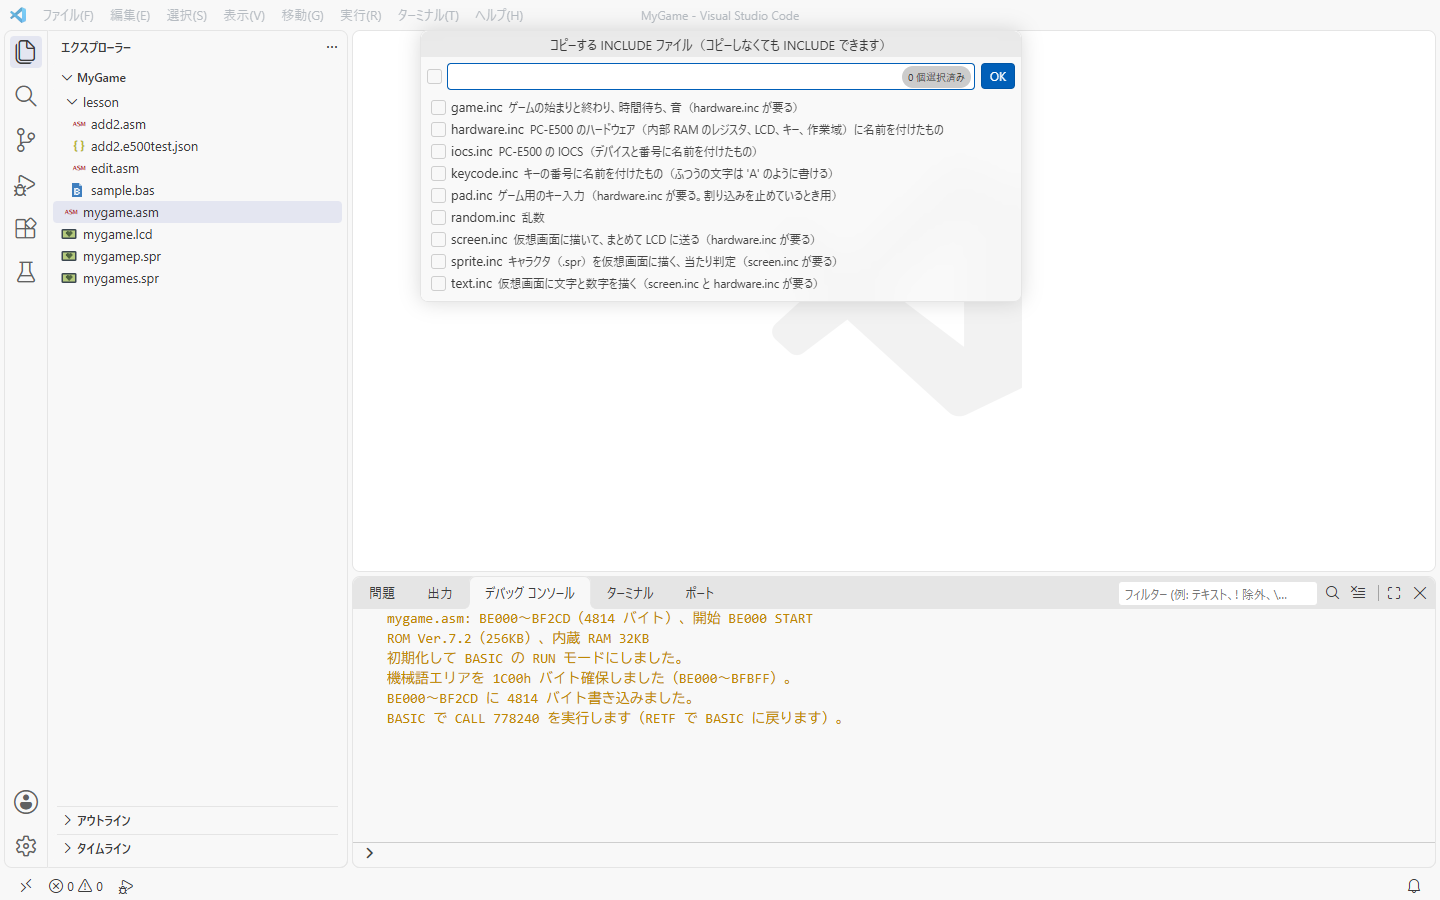 ファイル(F) 編集(E) 選択(S) 表示(V) 移動(G) 実行(R) ターミナル(T) ヘルプ(H) MyGame - Visual Studio Code
エクスプローラー
MyGame
lesson
ASM add2.asm
{} add2.e500test.json
ASM edit.asm
B sample.bas
ASM mygame.asm
mygame.lcd
mygamep.spr
mygames.spr
アウトライン
タイムライン
コピーする INCLUDE ファイル（コピーしなくても INCLUDE できます）
0 個選択済み OK
game.inc ゲームの始まりと終わり、時間待ち、音（hardware.inc が要る）
hardware.inc PC-E500 のハードウェア（内部 RAM のレジスタ、LCD、キー、作業域）に名前を付けたもの
iocs.inc PC-E500 の IOCS（デバイスと番号に名前を付けたもの）
keycode.inc キーの番号に名前を付けたもの（ふつうの文字は 'A' のように書ける）
pad.inc ゲーム用のキー入力（hardware.inc が要る。割り込みを止めているとき用）
random.inc 乱数
screen.inc 仮想画面に描いて、まとめて LCD に送る（hardware.inc が要る）
sprite.inc キャラクタ（.spr）を仮想画面に描く、当たり判定（screen.inc が要る）
text.inc 仮想画面に文字と数字を描く（screen.inc と hardware.inc が要る）
問題 出力 デバッグ コンソール ターミナル ポート フィルター (例: テキスト、! 除外、\...
mygame.asm: BE000～BF2CD（4814 バイト）、開始 BE000 START
ROM Ver.7.2（256KB）、内蔵 RAM 32KB
初期化して BASIC の RUN モードにしました。
機械語エリアを 1C00h バイト確保しました（BE000～BFBFF）。
BE000～BF2CD に 4814 バイト書き込みました。
BASIC で CALL 778240 を実行します（RETF で BASIC に戻ります）。
0 0